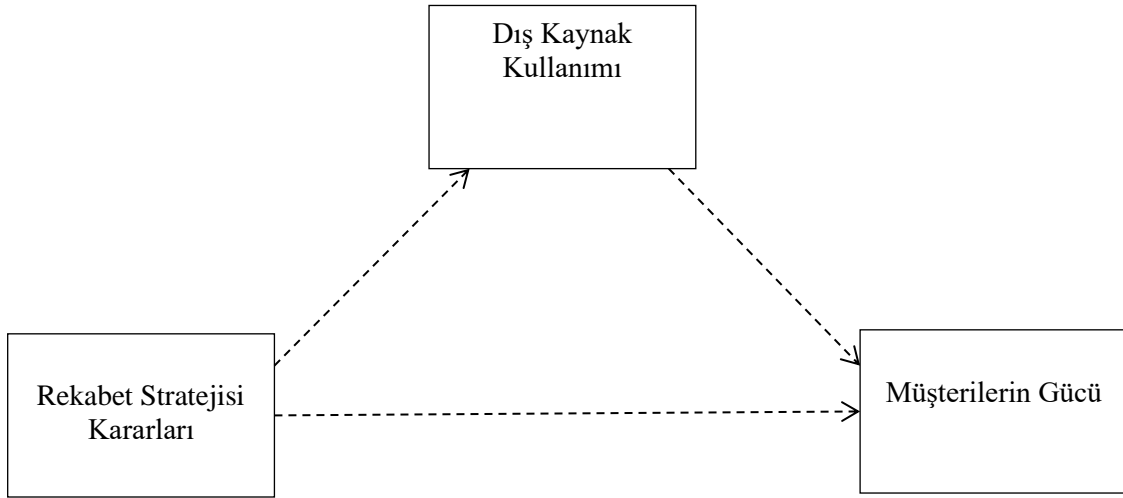 Dış Kaynak
Kullanımı
Rekabet Stratejisi
Kararları
Müşterilerin Gücü